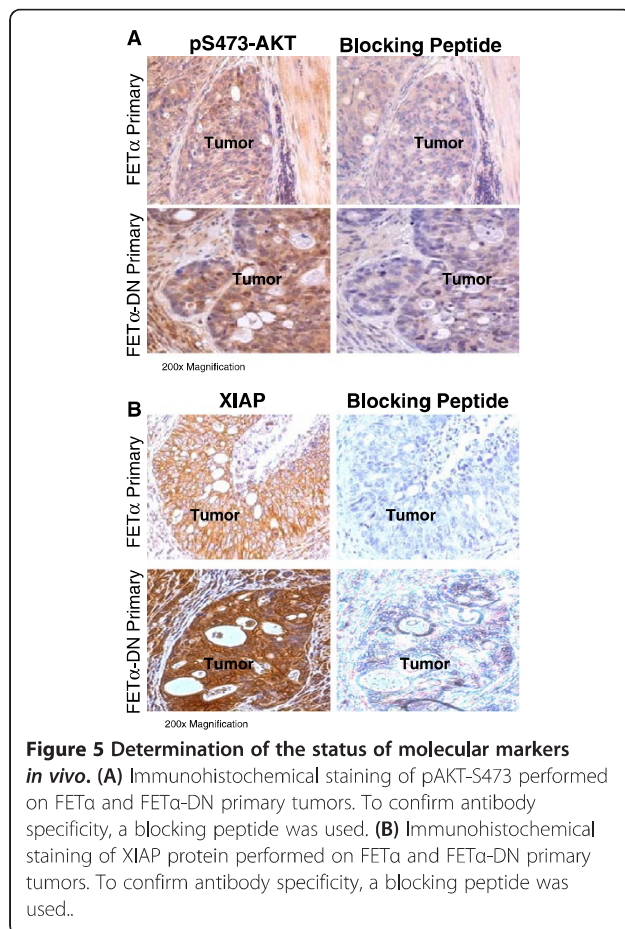 A
pS473-AKT Blocking Peptide
FETα Primary
Tumor Tumor
FETα-DN Primary
Tumor Tumor
200x Magnification
B
XIAP Blocking Peptide
FETα Primary
Tumor Tumor
FETα-DN Primary
Tumor Tumor
200x Magnification
Figure 5 Determination of the status of molecular markers
in vivo. (A) Immunohistochemical staining of pAKT-S473 performed
on FETα and FETα-DN primary tumors. To confirm antibody
specificity, a blocking peptide was used. (B) Immunohistochemical
staining of XIAP protein performed on FETα and FETα-DN primary
tumors. To confirm antibody specificity, a blocking peptide was
used..